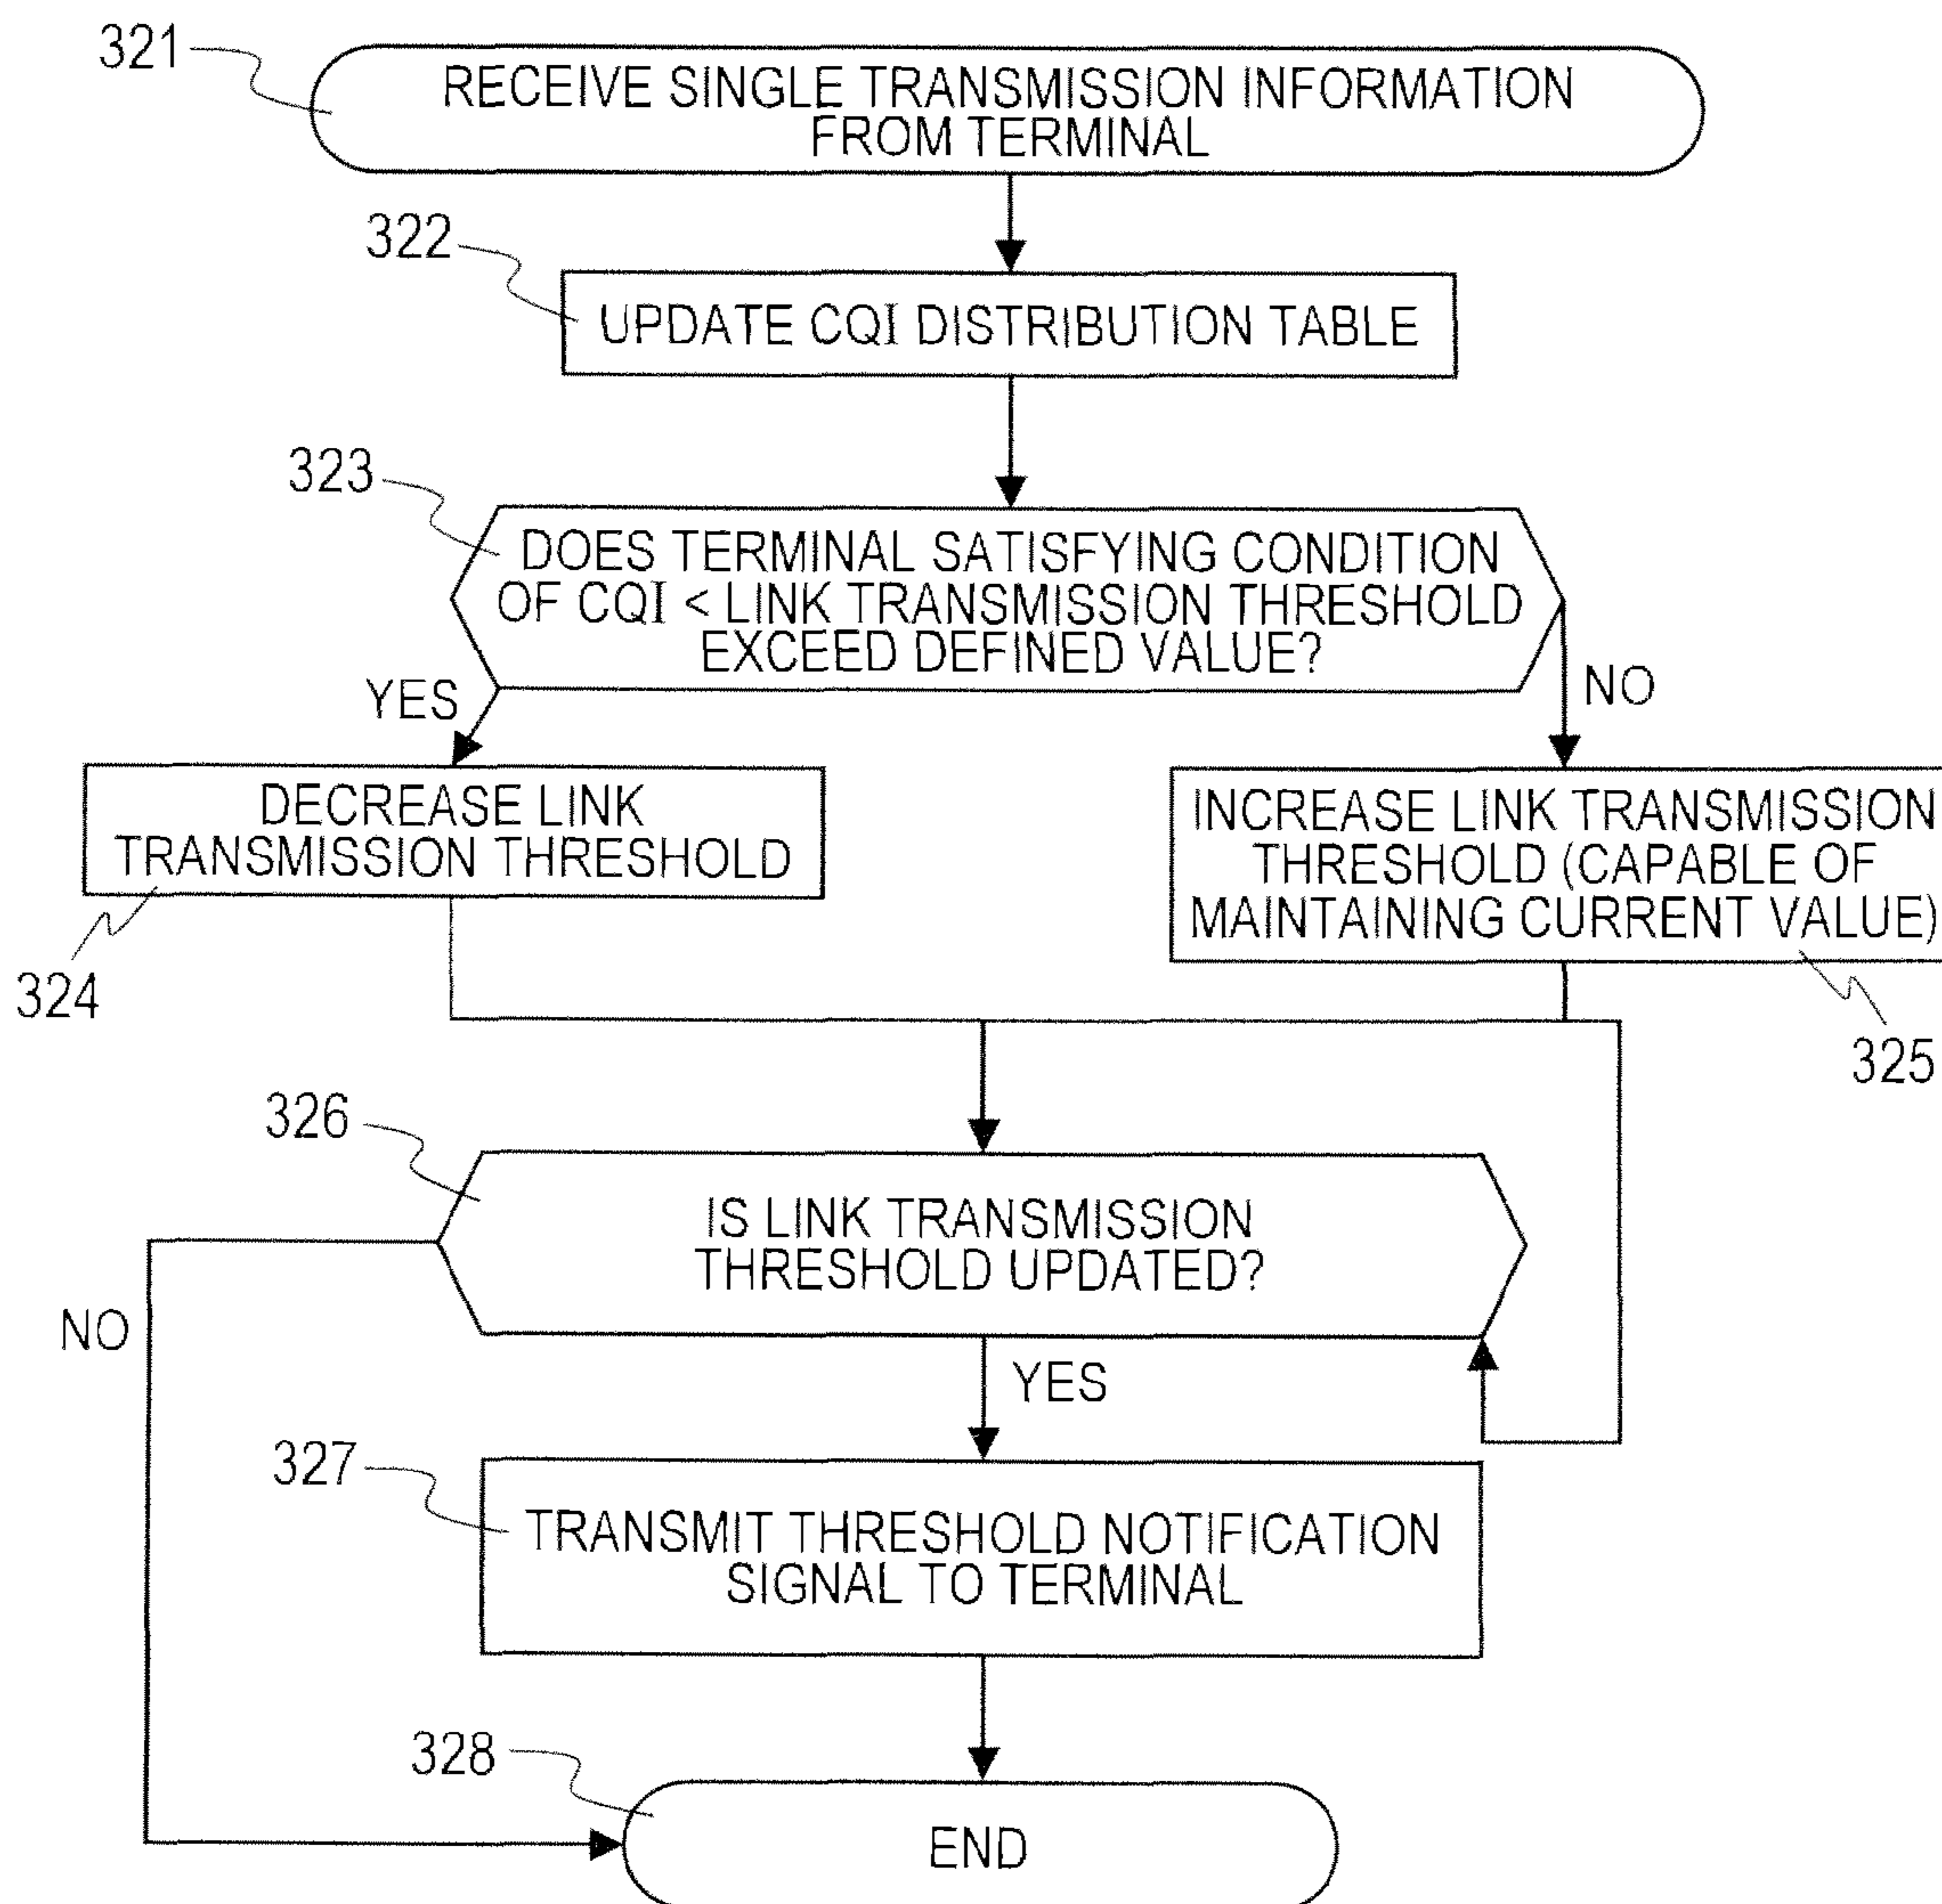 321
RECEIVE SINGLE TRANSMISSION INFORMATION
FROM TERMINAL
322
UPDATE CQI DISTRIBUTION TABLE
323
DOES TERMINAL SATISFYING CONDITION
OF CQI < LINK TRANSMISSION THRESHOLD
EXCEED DEFINED VALUE?
YES
NO
DECREASE LINK
TRANSMISSION THRESHOLD
324
INCREASE LINK TRANSMISSION
THRESHOLD (CAPABLE OF
MAINTAINING CURRENT VALUE)
325
326
IS LINK TRANSMISSION
THRESHOLD UPDATED?
NO
YES
327
TRANSMIT THRESHOLD NOTIFICATION
SIGNAL TO TERMINAL
328
END